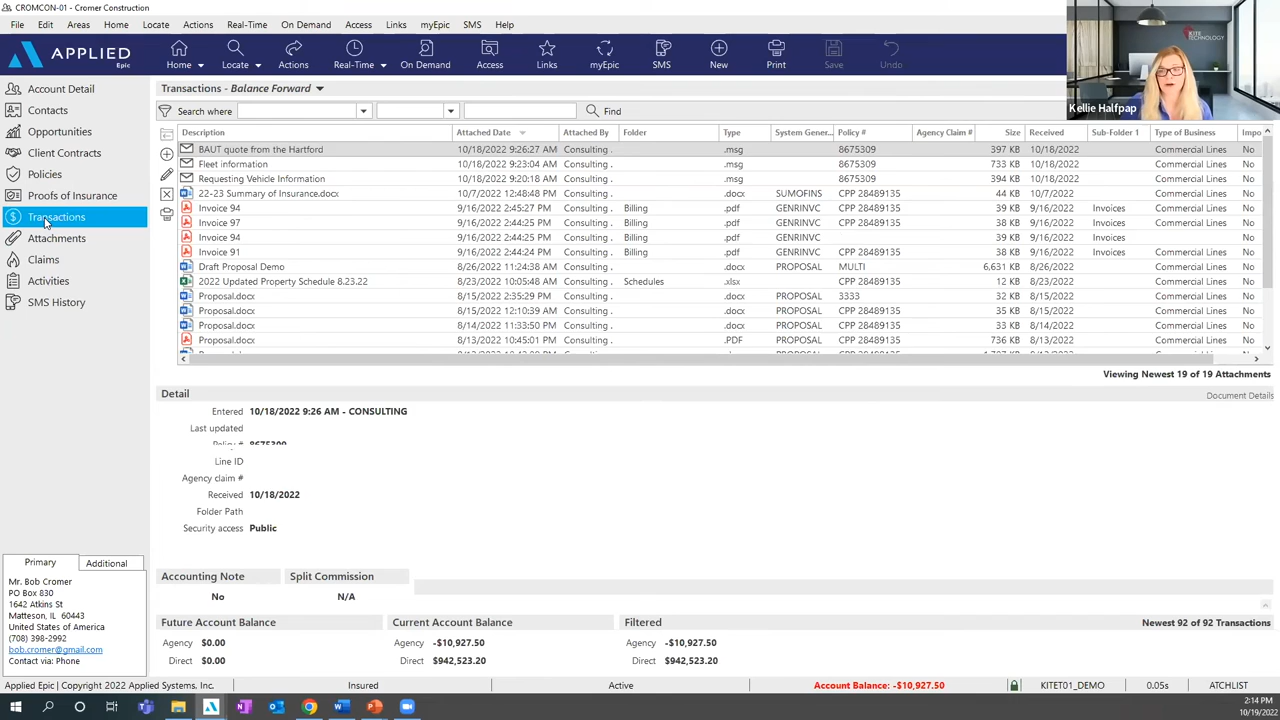 CROMCON-01 - Cromer Construction
File Edit Areas Home Locate Actions Real-Time On Demand Access Links myEpic SMS Help
APPLIED Epic
Home Locate Actions Real-Time On Demand Access Links myEpic SMS New Print Save Undo
KITE TECHNOLOGY
Kellie Halfpap
Account Detail
Contacts
Opportunities
Client Contracts
Policies
Proofs of Insurance
Transactions
Attachments
Claims
Activities
SMS History
Transactions - Balance Forward
Search where Find
Description Attached Date Attached By Folder Type System Gener... Policy # Agency Claim # Size Received Sub-Folder 1 Type of Business Impo
BAUT quote from the Hartford 10/18/2022 9:26:27 AM Consulting . .msg 8675309 397 KB 10/18/2022 Commercial Lines No
Fleet information 10/18/2022 9:23:04 AM Consulting . .msg 8675309 733 KB 10/18/2022 Commercial Lines No
Requesting Vehicle Information 10/18/2022 9:20:18 AM Consulting . .msg 8675309 394 KB 10/18/2022 Commercial Lines No
22-23 Summary of Insurance.docx 10/7/2022 12:48:48 PM Consulting . .docx SUMOFINS CPP 28489135 44 KB 10/7/2022 Commercial Lines No
Invoice 94 9/16/2022 2:45:27 PM Consulting . Billing .pdf GENRINVC CPP 28489135 39 KB 9/16/2022 Invoices Commercial Lines No
Invoice 97 9/16/2022 2:44:25 PM Consulting . Billing .pdf GENRINVC CPP 28489135 38 KB 9/16/2022 Invoices Commercial Lines No
Invoice 94 9/16/2022 2:44:25 PM Consulting . Billing .pdf GENRINVC 38 KB 9/16/2022 Invoices No
Invoice 91 9/16/2022 2:44:24 PM Consulting . Billing .pdf GENRINVC CPP 28489135 38 KB 9/16/2022 Invoices Commercial Lines No
Draft Proposal Demo 8/26/2022 11:24:38 AM Consulting . .docx PROPOSAL MULTI 6,631 KB 8/26/2022 Commercial Lines No
2022 Updated Property Schedule 8.23.22 8/23/2022 10:05:48 AM Consulting . Schedules .xlsx CPP 28489135 12 KB 8/23/2022 Commercial Lines No
Proposal.docx 8/15/2022 2:35:29 PM Consulting . .docx PROPOSAL 3333 32 KB 8/15/2022 Commercial Lines No
Proposal.docx 8/15/2022 12:10:39 AM Consulting . .docx PROPOSAL CPP 28489135 35 KB 8/15/2022 Commercial Lines No
Proposal.docx 8/14/2022 11:33:50 PM Consulting . .docx PROPOSAL CPP 28489135 33 KB 8/14/2022 Commercial Lines No
Proposal.docx 8/13/2022 10:45:01 PM Consulting . .PDF PROPOSAL CPP 28489135 736 KB 8/13/2022 Commercial Lines No
Viewing Newest 19 of 19 Attachments
Detail
Document Details
Entered 10/18/2022 9:26 AM - CONSULTING
Last updated
Policy # 8675309
Line ID
Agency claim #
Received 10/18/2022
Folder Path
Security access Public
Accounting Note Split Commission
No N/A
Future Account Balance Current Account Balance Filtered Newest 92 of 92 Transactions
Agency $0.00 Agency -$10,927.50 Agency -$10,927.50
Direct $0.00 Direct $942,523.20 Direct $942,523.20
Primary Additional
Mr. Bob Cromer
PO Box 830
1642 Atkins St
Matteson, IL 60443
United States of America
(708) 398-2992
bob.cromer@gmail.com
Contact via: Phone
Applied Epic | Copyright 2022 Applied Systems, Inc. Insured Active Account Balance: -$10,927.50 KITET01_DEMO 0.05s ATCHLIST
2:14 PM
10/19/2022